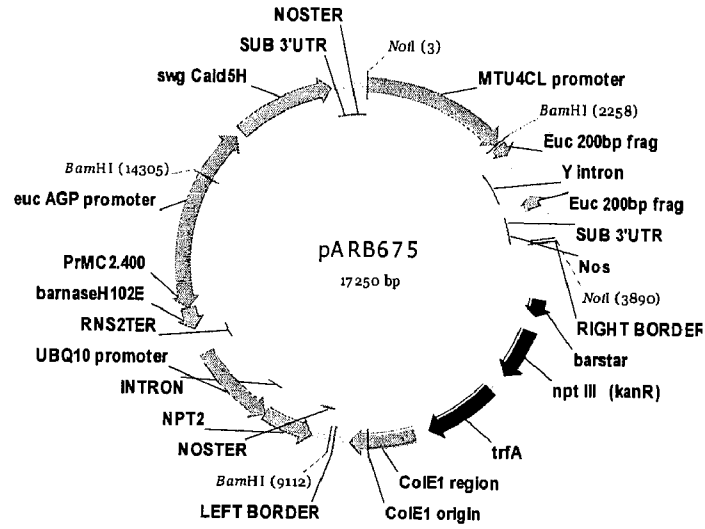 NOSTER
SUB 3'UTR
NotI (3)
swg Cald5H
MTU4CL promoter
BamHI (2258)
Euc 200bp frag
Y intron
BamHI (14305)
euc AGP promoter
Euc 200bp frag
SUB 3'UTR
pARB675
17250 bp
Nos
PrMC2.400
barnaseH102E
NotI (3890)
RNS2TER
RIGHT BORDER
UBQ10 promoter
barstar
INTRON
npt III (kanR)
NPT2
NOSTER
trfA
BamHI (9112)
ColE1 region
LEFT BORDER
ColE1 origin